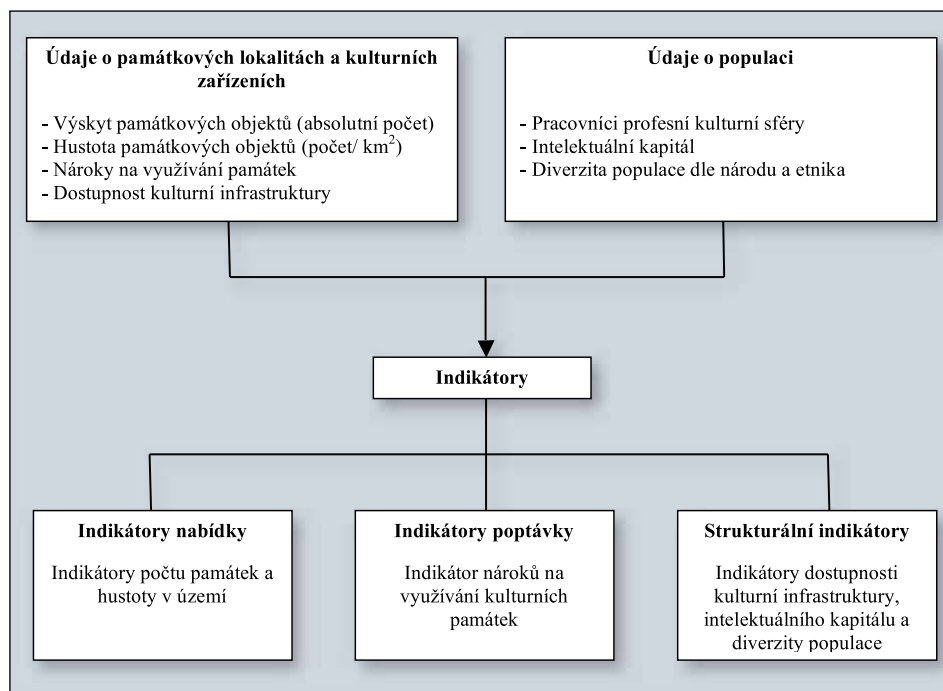 Údaje o památkových lokalitách a kulturních
zařízeních
- Výskyt památkových objektů (absolutní počet)
- Hustota památkových objektů (počet/ km²)
- Nároky na využívání památek
- Dostupnost kulturní infrastruktury
Údaje o populaci
- Pracovníci profesní kulturní sféry
- Intelektuální kapitál
- Diverzita populace dle národu a etnika
Indikátory
Indikátory nabídky
Indikátory počtu památek a
hustoty v území
Indikátory poptávky
Indikátor nároků na
využívání kulturních
památek
Strukturální indikátory
Indikátory dostupnosti
kulturní infrastruktury,
intelektuálního kapitálu a
diverzity populace